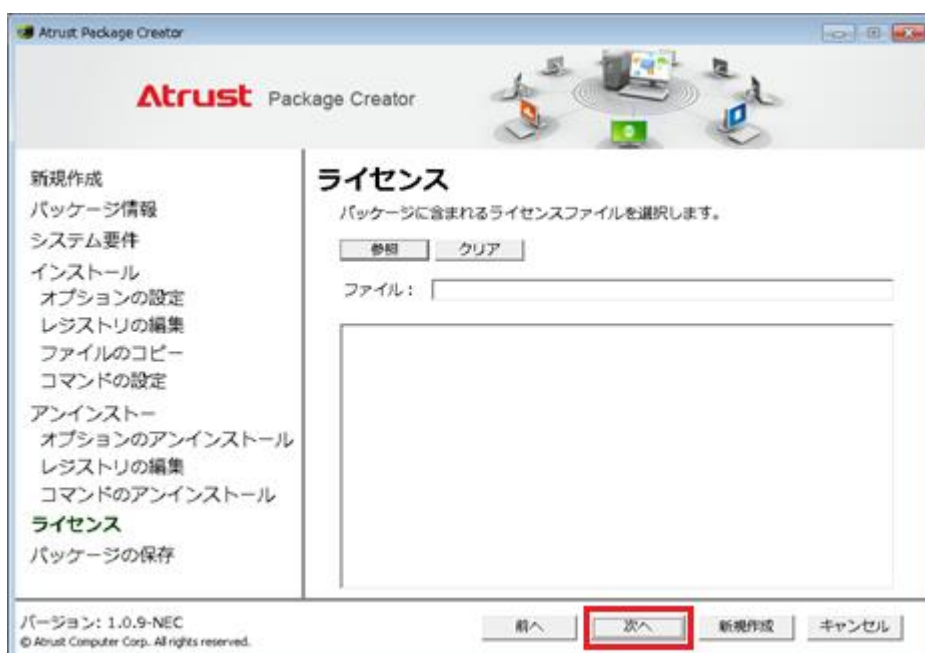 Atrust Package Creator
Atrust Package Creator
新規作成
パッケージ情報
システム要件
インストール
オプションの設定
レジストリの編集
ファイルのコピー
コマンドの設定
アンインストー
オプションのアンインストール
レジストリの編集
コマンドのアンインストール
ライセンス
パッケージの保存
ライセンス
パッケージに含まれるライセンスファイルを選択します。
参照 クリア
ファイル：
バージョン: 1.0.9-NEC
© Atrust Computer Corp. All rights reserved.
前へ 次へ 新規作成 キャンセル